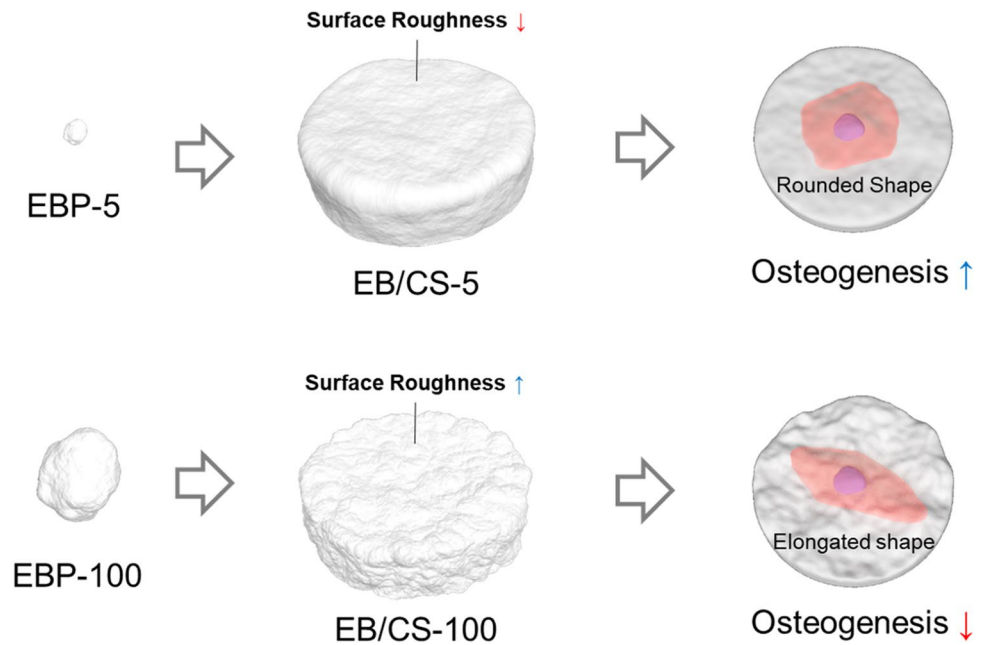 Surface Roughness ↓
EBP-5
EB/CS-5
Rounded Shape
Osteogenesis ↑
Surface Roughness ↑
EBP-100
EB/CS-100
Elongated shape
Osteogenesis ↓